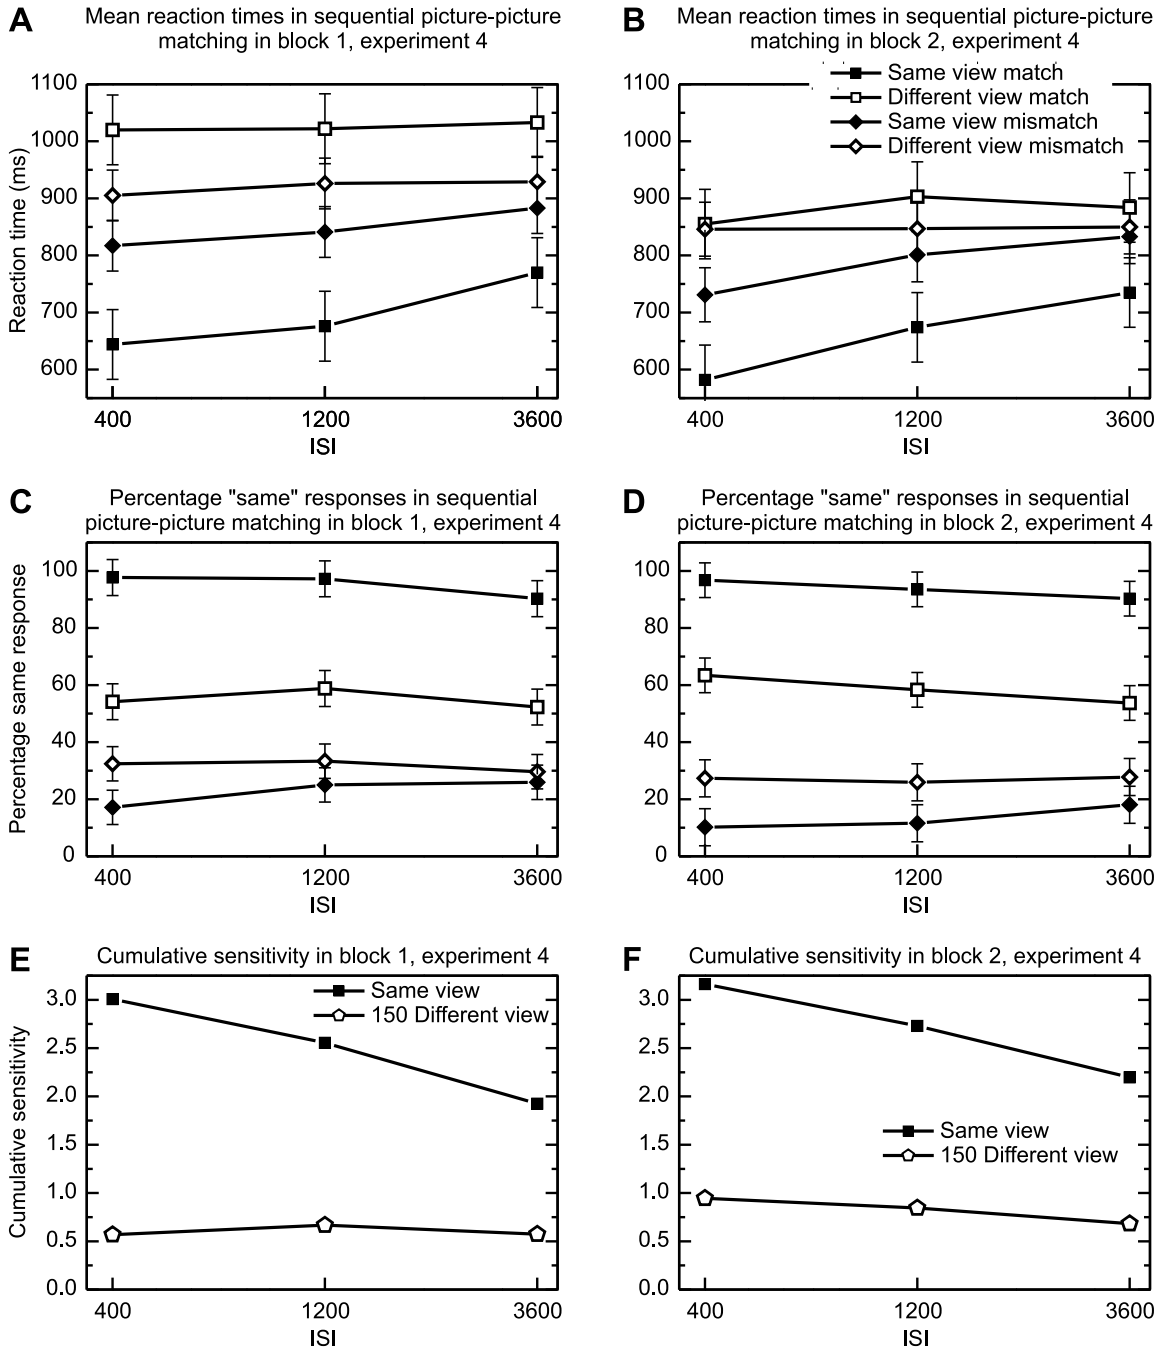 A Mean reaction times in sequential picture-picture
matching in block 1, experiment 4
1100
1000
900
800
700
600
Reaction time (ms)
400 1200 3600
ISI
B Mean reaction times in sequential picture-picture
matching in block 2, experiment 4
Same view match
Different view match
Same view mismatch
Different view mismatch
1100
1000
900
800
700
600
400 1200 3600
ISI
C Percentage "same" responses in sequential
picture-picture matching in block 1, experiment 4
100
80
60
40
20
0
Percentage same response
400 1200 3600
ISI
D Percentage "same" responses in sequential
picture-picture matching in block 2, experiment 4
100
80
60
40
20
0
400 1200 3600
ISI
E Cumulative sensitivity in block 1, experiment 4
Same view
150 Different view
3.0
2.5
2.0
1.5
1.0
0.5
0.0
Cumulative sensitivity
400 1200 3600
ISI
F Cumulative sensitivity in block 2, experiment 4
3.0
2.5
2.0
1.5
1.0
0.5
0.0
Same view
150 Different view
400 1200 3600
ISI